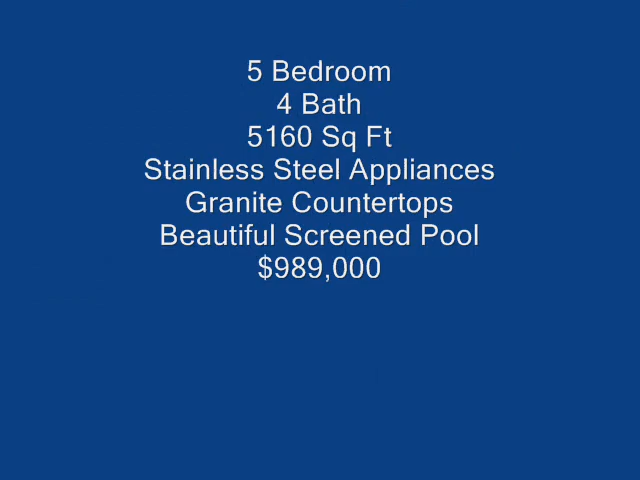 5 Bedroom
4 Bath
5160 Sq Ft
Stainless Steel Appliances
Granite Countertops
Beautiful Screened Pool
$989,000